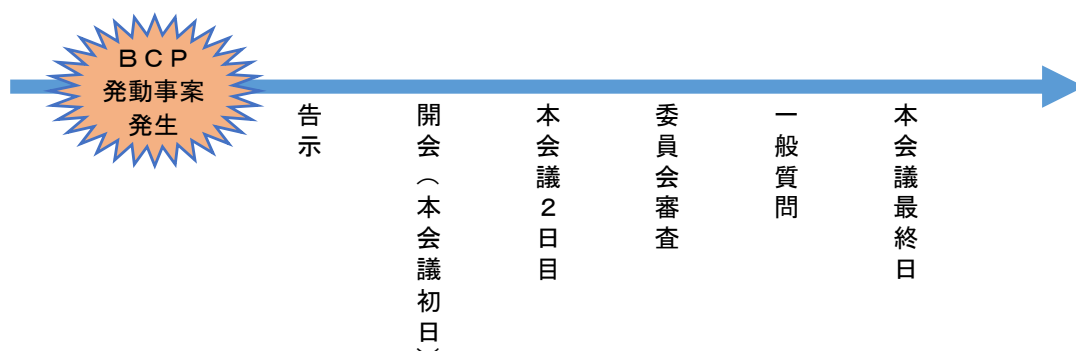 ＢＣＰ
発動事案
発生
告示
開会（本会議初日）
本会議２日目
委員会審査
一般質問
本会議最終日